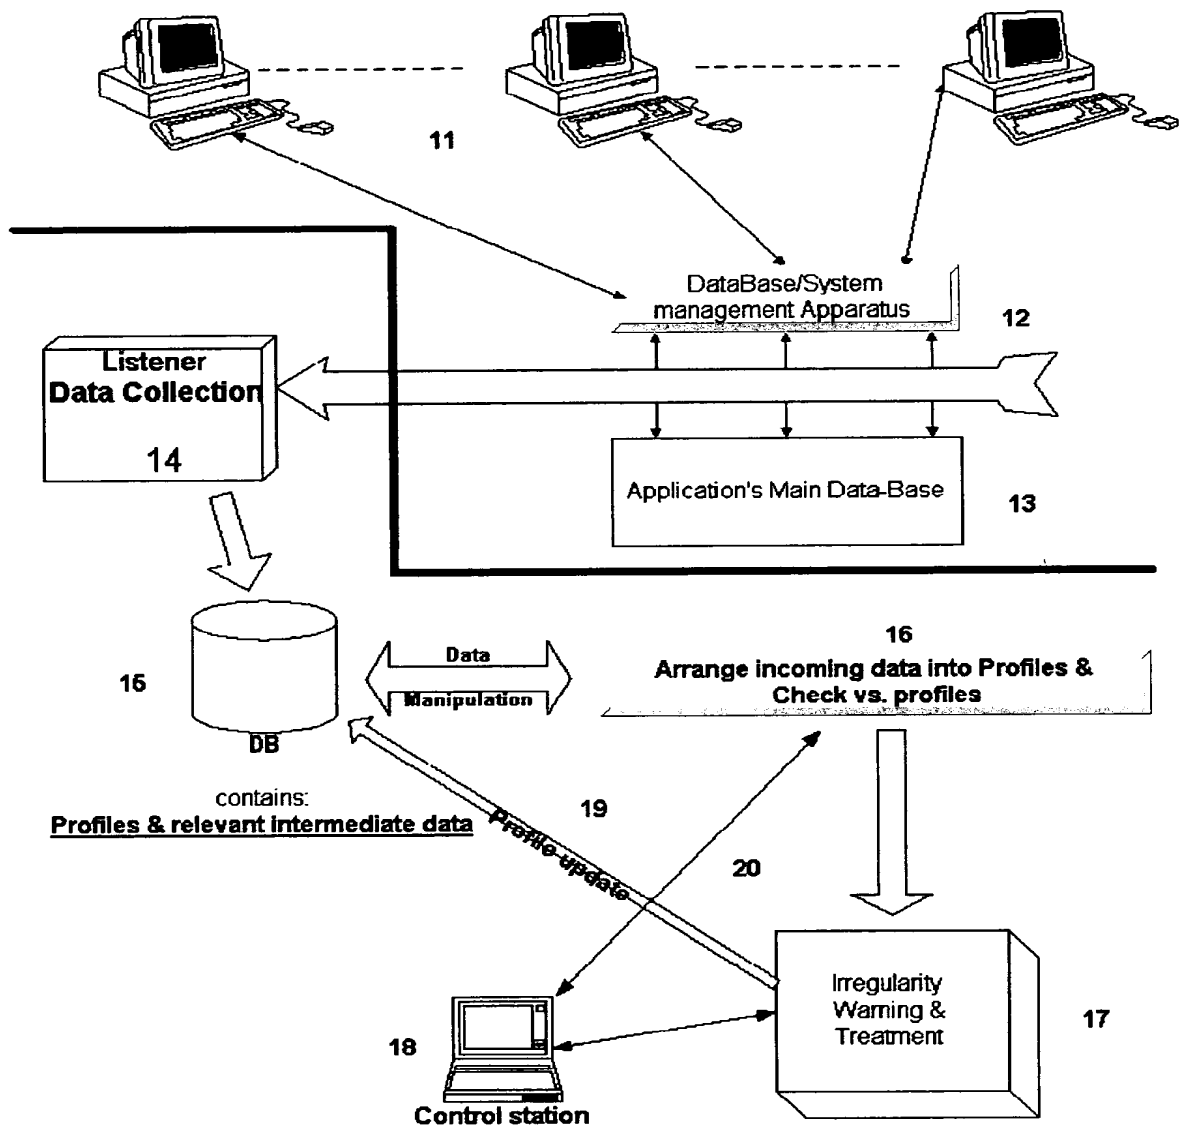 11
DataBase/System
management Apparatus
12
Listener
Data Collection
14
Application's Main Data-Base
13
15
DB
contains:
Profiles & relevant intermediate data
Data
Manipulation
16
Arrange incoming data into Profiles &
Check vs. profiles
19
Profile update
20
Irregularity
Warning &
Treatment
17
18
Control station